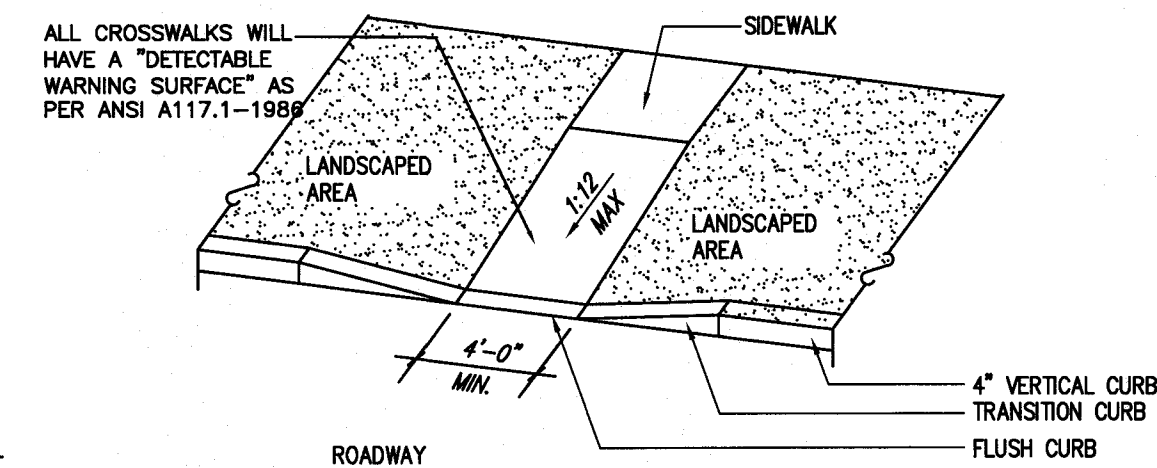 ALL CROSSWALKS WILL
HAVE A "DETECTABLE
WARNING SURFACE" AS
PER ANSI A117.1-1986
SIDEWALK
LANDSCAPED
AREA
1:12
MAX
LANDSCAPED
AREA
4'-0"
MIN.
4" VERTICAL CURB
TRANSITION CURB
FLUSH CURB
ROADWAY